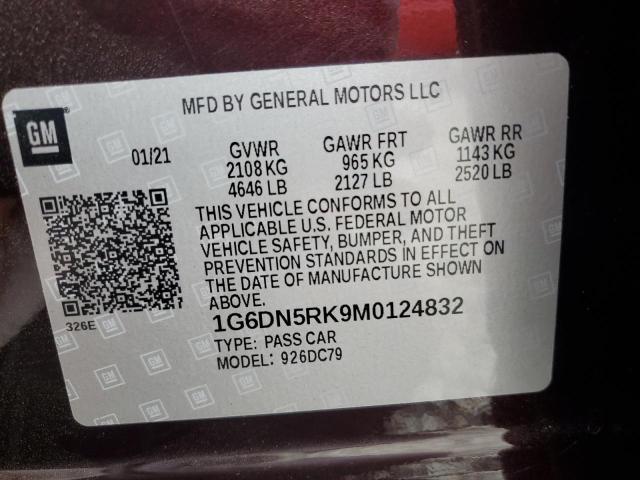 GM
MFD BY GENERAL MOTORS LLC
01/21
GVWR
2108 KG
4646 LB
GAWR FRT
965 KG
2127 LB
GAWR RR
1143 KG
2520 LB
THIS VEHICLE CONFORMS TO ALL
APPLICABLE U.S. FEDERAL MOTOR
VEHICLE SAFETY, BUMPER, AND THEFT
PREVENTION STANDARDS IN EFFECT ON
THE DATE OF MANUFACTURE SHOWN
ABOVE.
326E
1G6DN5RK9M0124832
TYPE: PASS CAR
MODEL: 926DC79